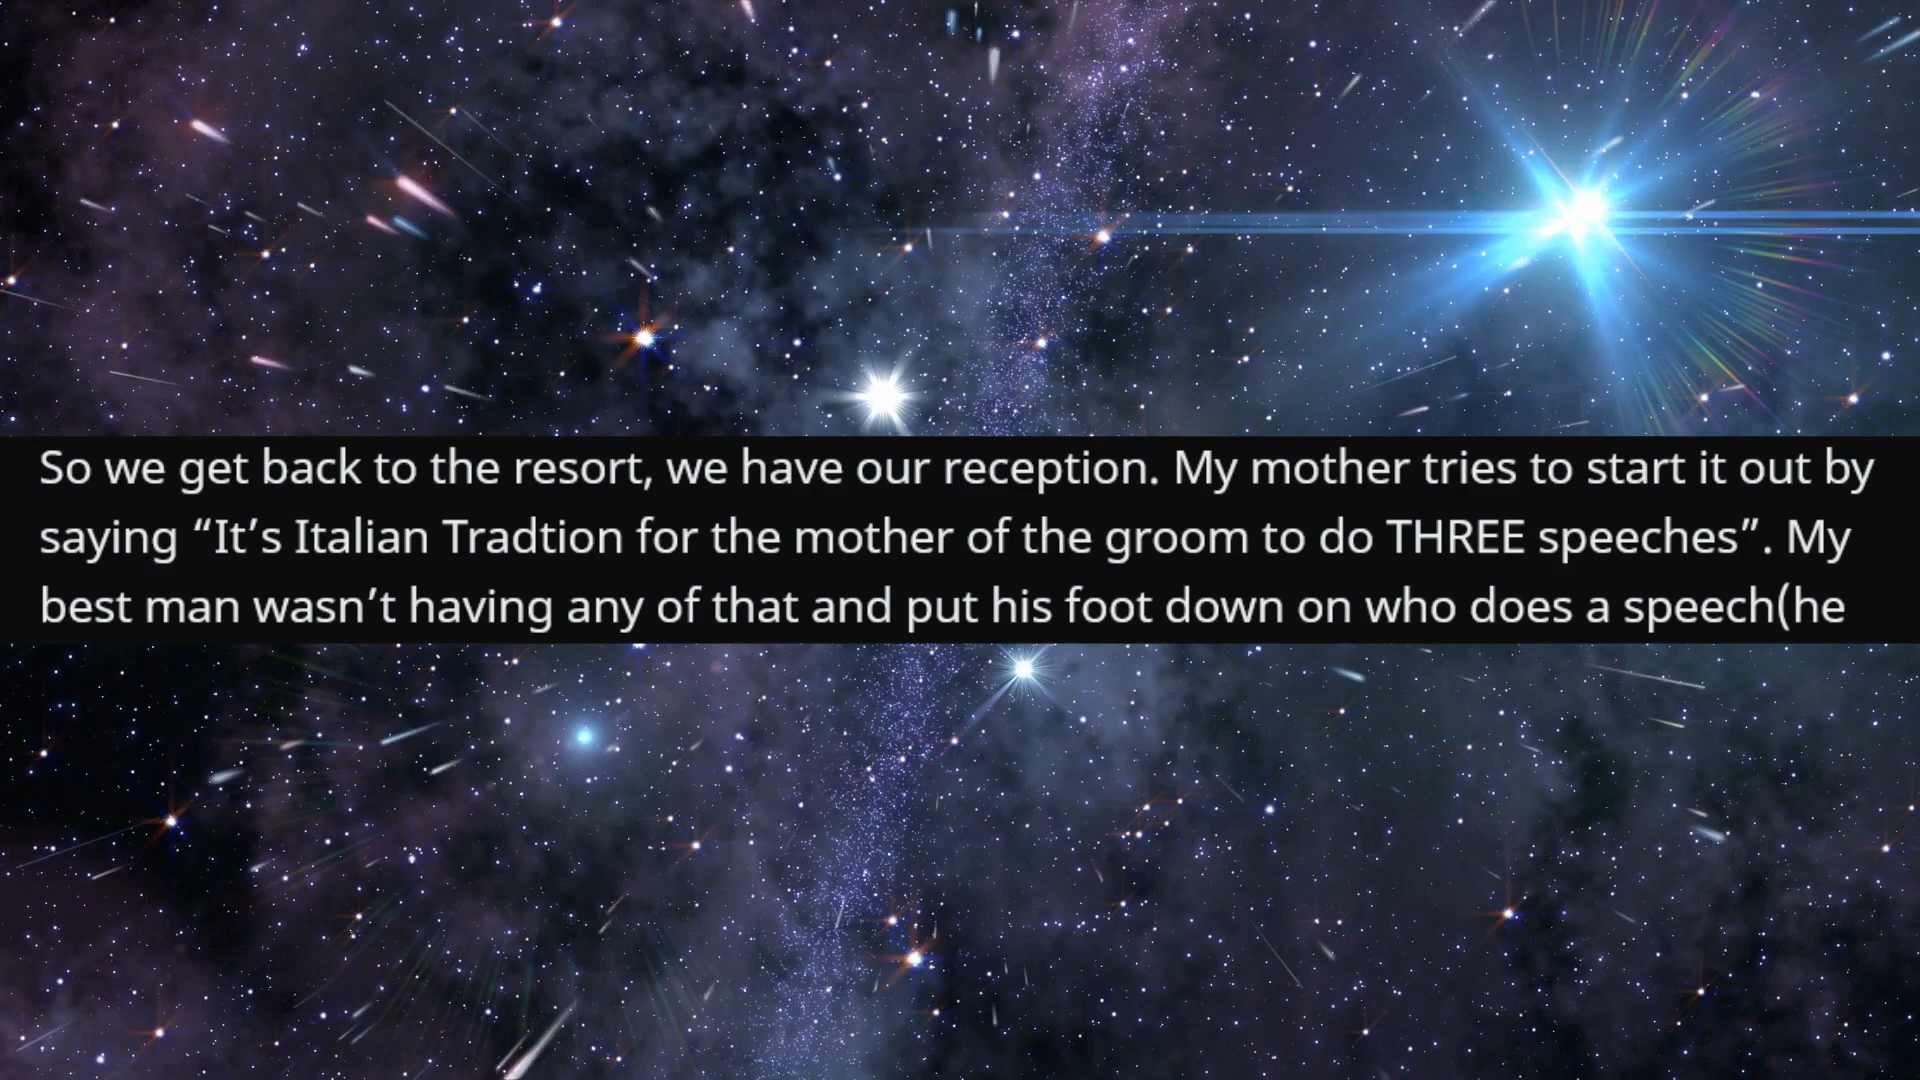 So we get back to the resort, we have our reception. My mother tries to start it out by
saying “It’s Italian Tradtion for the mother of the groom to do THREE speeches”. My
best man wasn’t having any of that and put his foot down on who does a speech(he